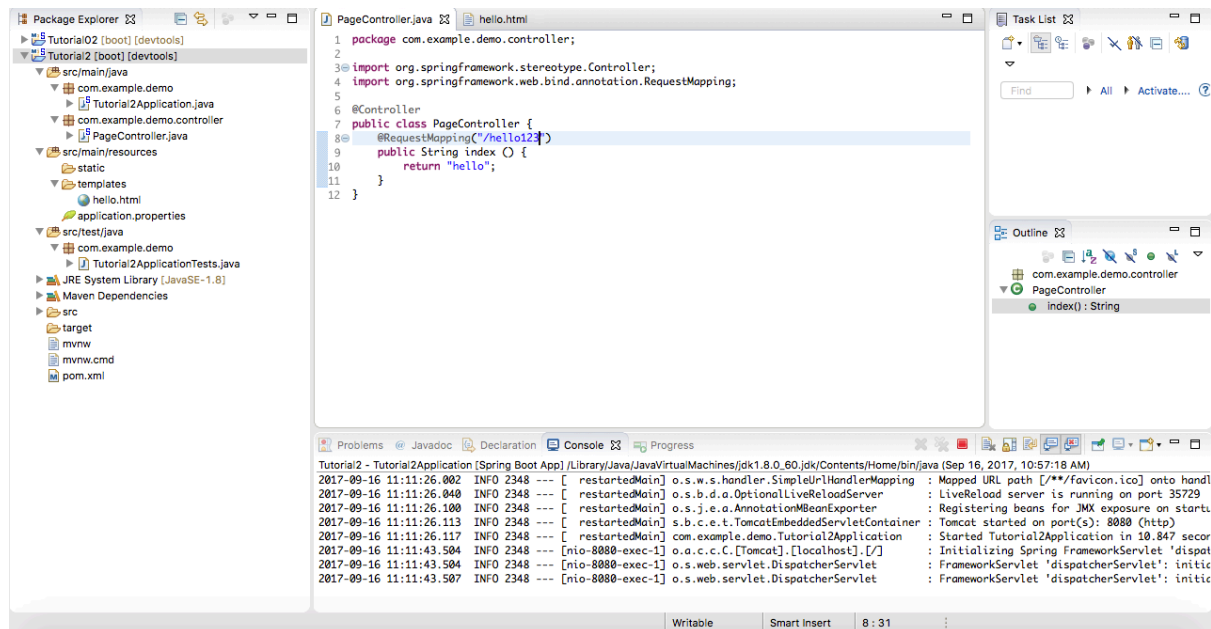 Package Explorer
Tutorial02 [boot] [devtools]
Tutorial2 [boot] [devtools]
src/main/java
com.example.demo
Tutorial2Application.java
com.example.demo.controller
PageController.java
src/main/resources
static
templates
hello.html
application.properties
src/test/java
com.example.demo
Tutorial2ApplicationTests.java
JRE System Library [JavaSE-1.8]
Maven Dependencies
src
target
mvnw
mvnw.cmd
pom.xml
PageController.java hello.html
1 package com.example.demo.controller;
2
3 import org.springframework.stereotype.Controller;
4 import org.springframework.web.bind.annotation.RequestMapping;
5
6 @Controller
7 public class PageController {
8 @RequestMapping("/hello123")
9 public String index () {
10 return "hello";
11 }
12 }
Task List
Find All Activate....
Outline
com.example.demo.controller
PageController
index() : String
Problems @ Javadoc Declaration Console Progress
Tutorial2 - Tutorial2Application [Spring Boot App] /Library/Java/JavaVirtualMachines/jdk1.8.0_60.jdk/Contents/Home/bin/java (Sep 16, 2017, 10:57:18 AM)
2017-09-16 11:11:26.002 INFO 2348 --- [ restartedMain] o.s.w.s.handler.SimpleUrlHandlerMapping : Mapped URL path [/**/favicon.ico] onto handl
2017-09-16 11:11:26.040 INFO 2348 --- [ restartedMain] o.s.b.d.a.OptionalLiveReloadServer : LiveReload server is running on port 35729
2017-09-16 11:11:26.100 INFO 2348 --- [ restartedMain] o.s.j.e.a.AnnotationMBeanExporter : Registering beans for JMX exposure on startu
2017-09-16 11:11:26.113 INFO 2348 --- [ restartedMain] s.b.c.e.t.TomcatEmbeddedServletContainer : Tomcat started on port(s): 8080 (http)
2017-09-16 11:11:26.117 INFO 2348 --- [ restartedMain] com.example.demo.Tutorial2Application : Started Tutorial2Application in 10.847 secor
2017-09-16 11:11:43.504 INFO 2348 --- [nio-8080-exec-1] o.a.c.c.C.[Tomcat].[localhost].[/] : Initializing Spring FrameworkServlet 'dispat
2017-09-16 11:11:43.504 INFO 2348 --- [nio-8080-exec-1] o.s.web.servlet.DispatcherServlet : FrameworkServlet 'dispatcherServlet': initic
2017-09-16 11:11:43.507 INFO 2348 --- [nio-8080-exec-1] o.s.web.servlet.DispatcherServlet : FrameworkServlet 'dispatcherServlet': initic
Writable Smart Insert 8 : 31